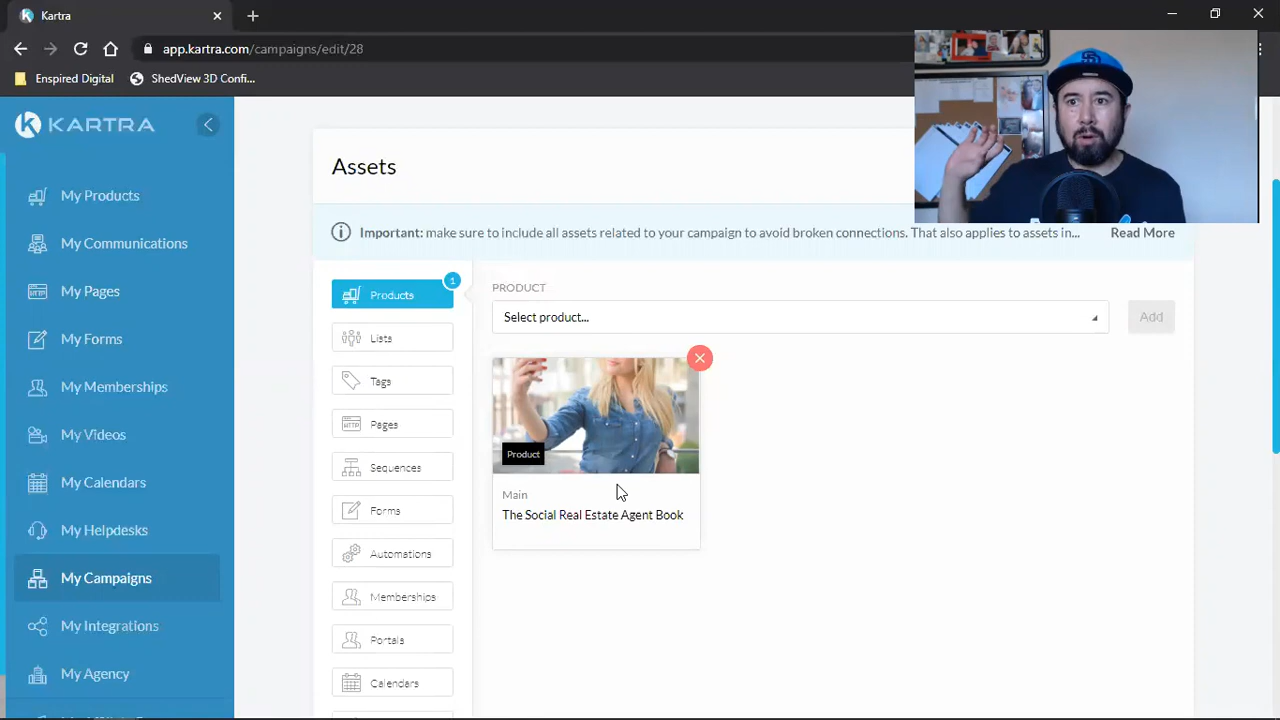 Kartra
app.kartra.com/campaigns/edit/28
Enspired Digital
ShedView 3D Confi...
KARTRA
My Products
My Communications
My Pages
My Forms
My Memberships
My Videos
My Calendars
My Helpdesks
My Campaigns
My Integrations
My Agency
Assets
Important: make sure to include all assets related to your campaign to avoid broken connections. That also applies to assets in...
Read More
Products
1
Lists
Tags
Pages
Sequences
Forms
Automations
Memberships
Portals
Calendars
PRODUCT
Select product...
Add
Product
Main
The Social Real Estate Agent Book